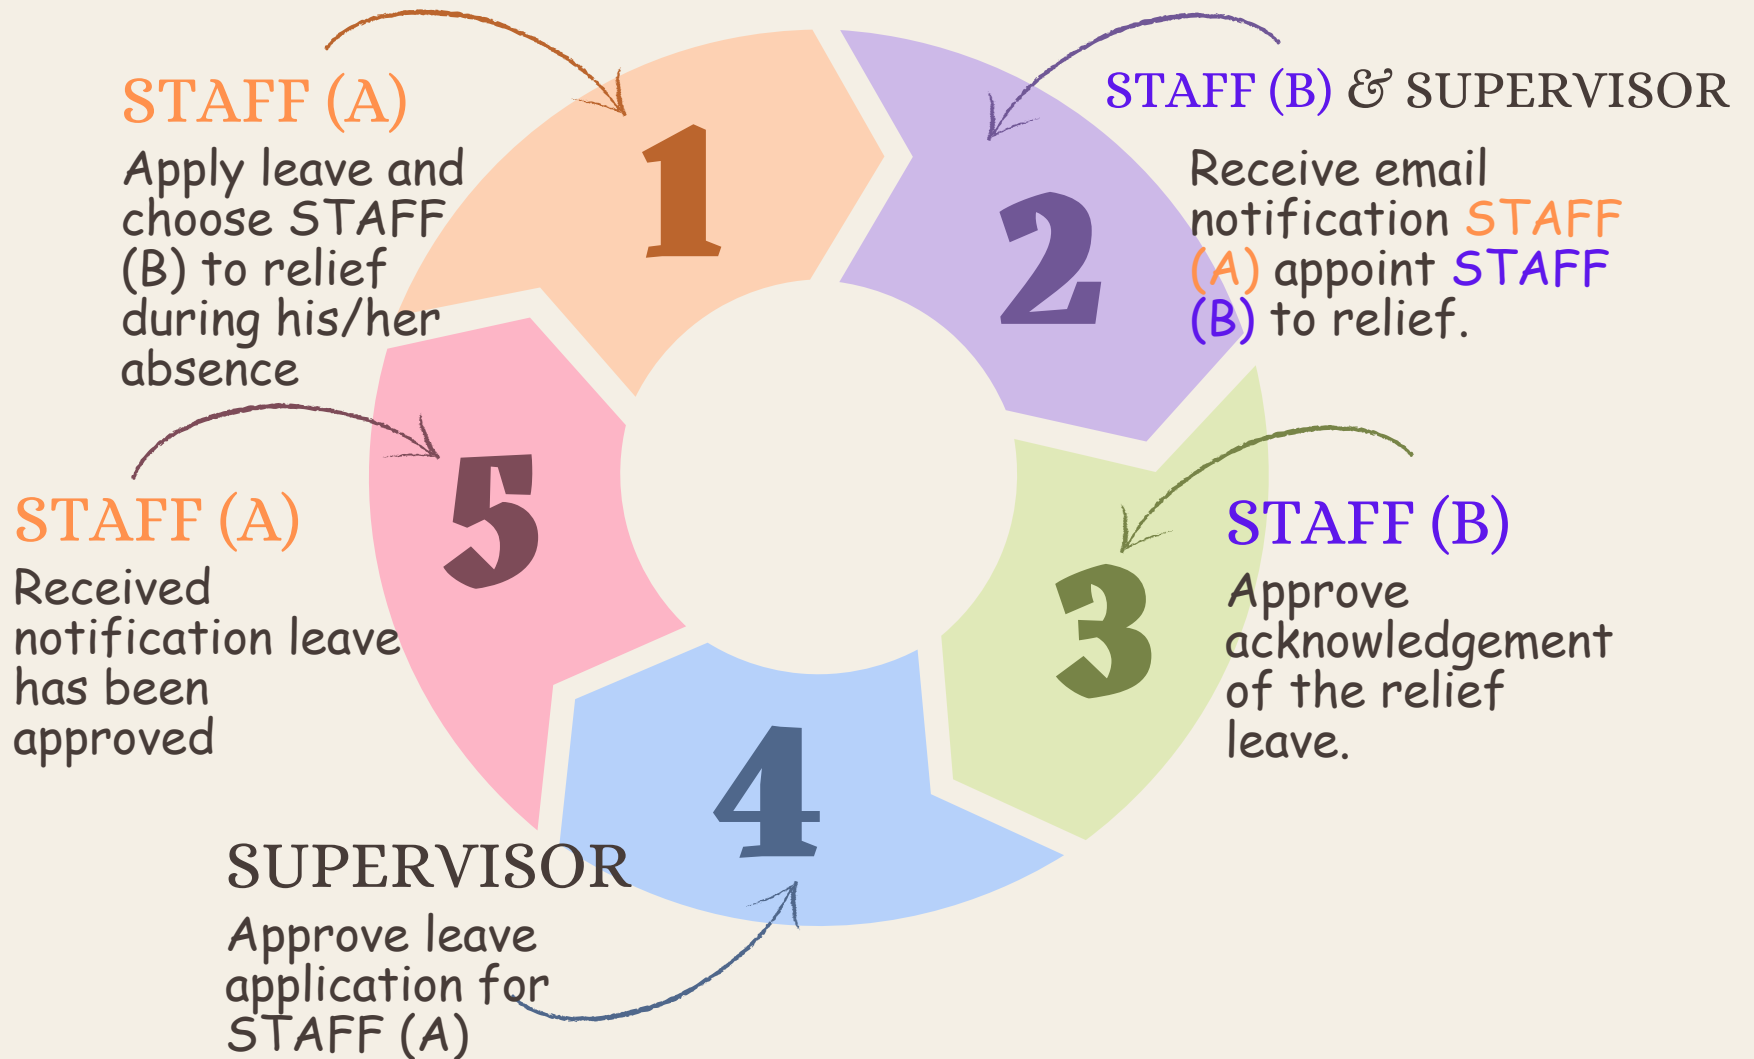 1
STAFF (A)
Apply leave and
choose STAFF
(B) to relief
during his/her
absence
2
STAFF (B) & SUPERVISOR
Receive email
notification STAFF
(A) appoint STAFF
(B) to relief.
3
STAFF (B)
Approve
acknowledgement
of the relief
leave.
4
SUPERVISOR
Approve leave
application for
STAFF (A)
5
STAFF (A)
Received
notification leave
has been
approved